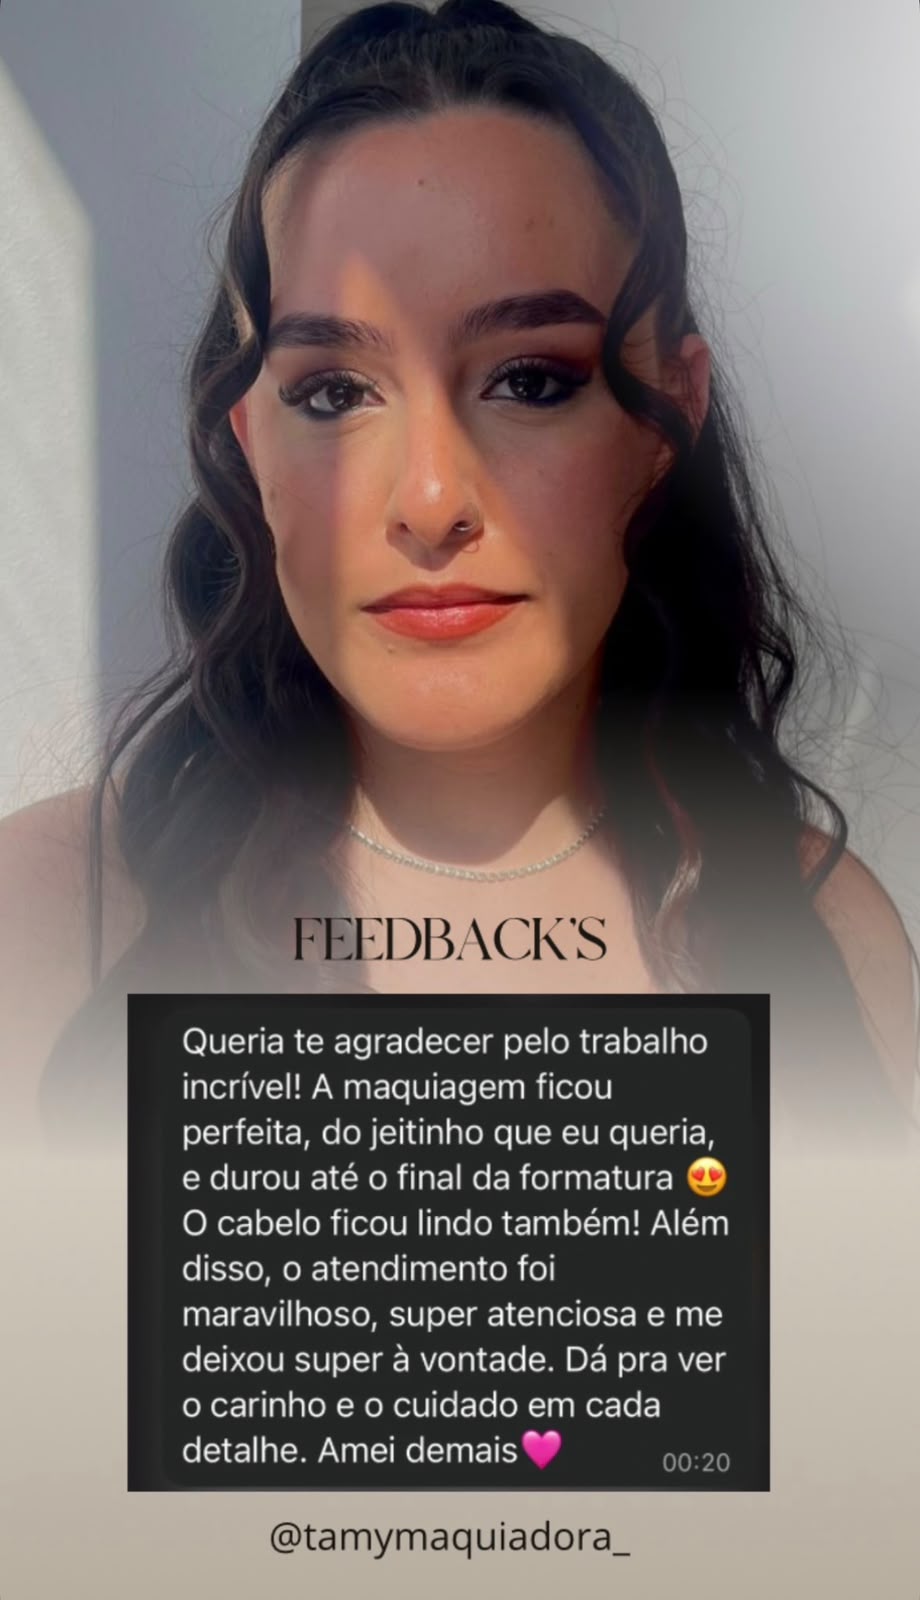 FEEDBACK'S
Queria te agradecer pelo trabalho
incrível! A maquiagem ficou
perfeita, do jeitinho que eu queria,
e durou até o final da formatura 😍
O cabelo ficou lindo também! Além
disso, o atendimento foi
maravilhoso, super atenciosa e me
deixou super à vontade. Dá pra ver
o carinho e o cuidado em cada
detalhe. Amei demais🩷
00:20
@tamymaquiadora_